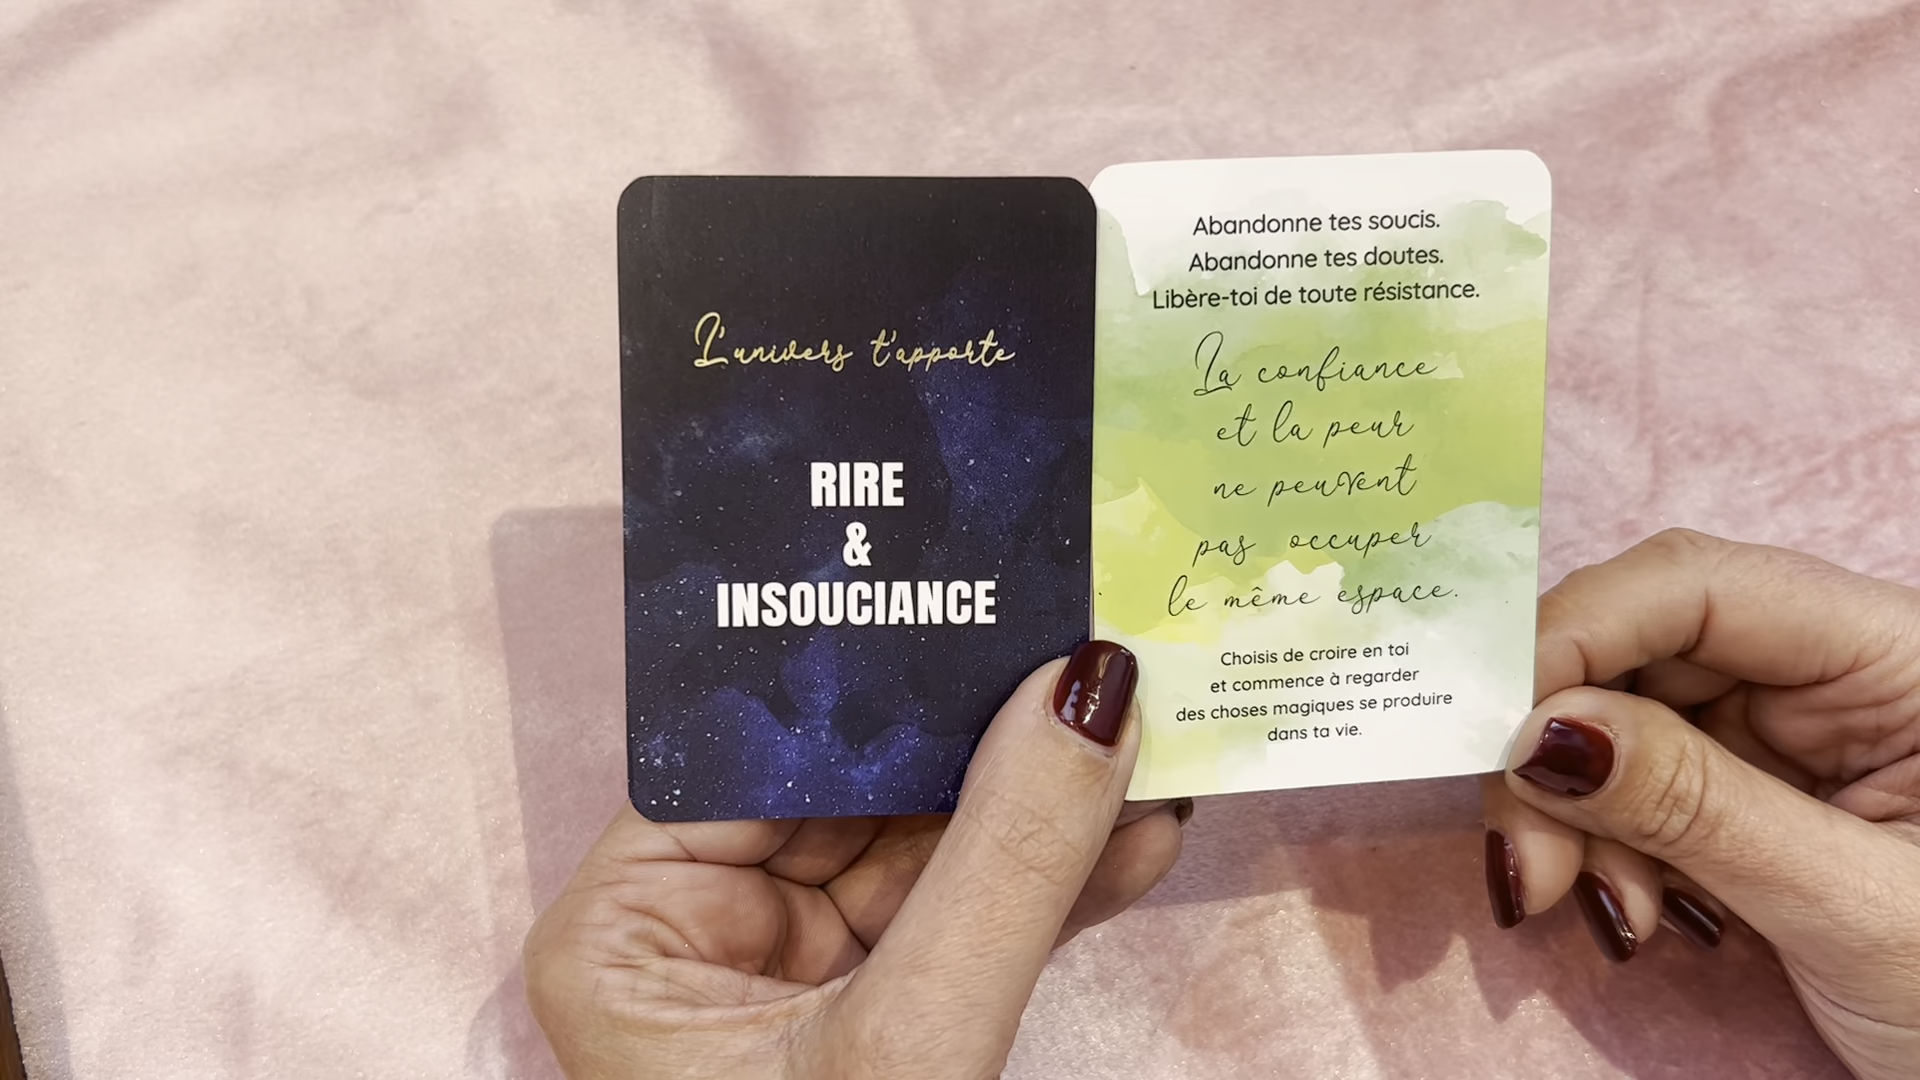 L'univers t'apporte
RIRE
&
INSOUCIANCE
Abandonne tes soucis.
Abandonne tes doutes.
Libère-toi de toute résistance.
La confiance
et la peur
ne peuvent
pas occuper
le même espace.
Choisis de croire en toi
et commence à regarder
des choses magiques se produire
dans ta vie.